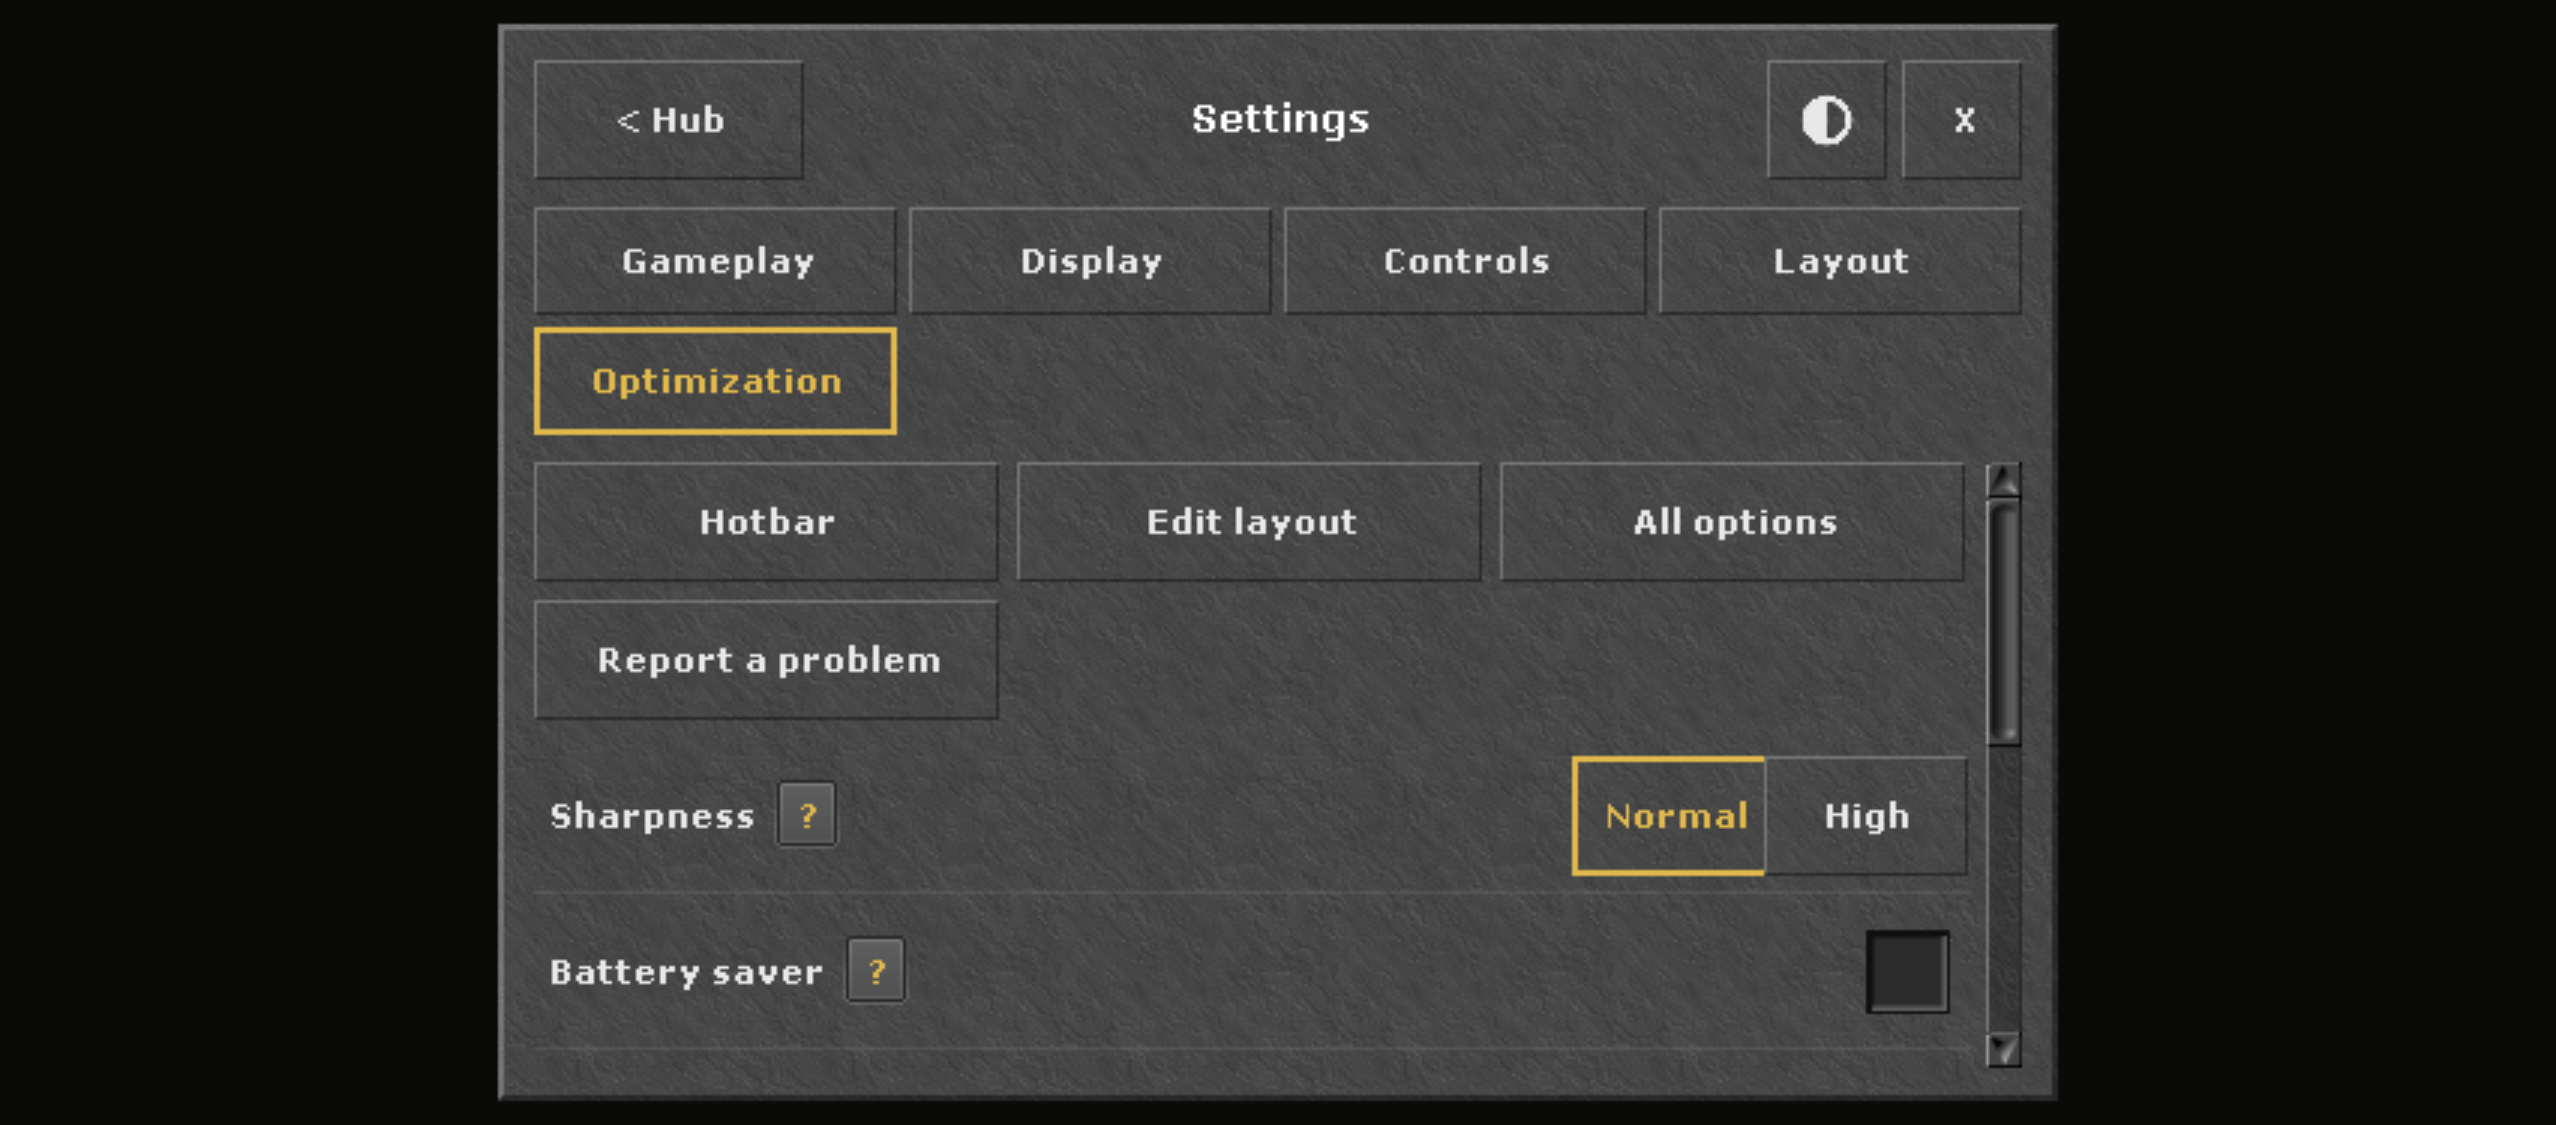 < Hub
Settings
x
Gameplay
Display
Controls
Layout
Optimization
Hotbar
Edit layout
All options
Report a problem
Sharpness ?
Normal
High
Battery saver ?